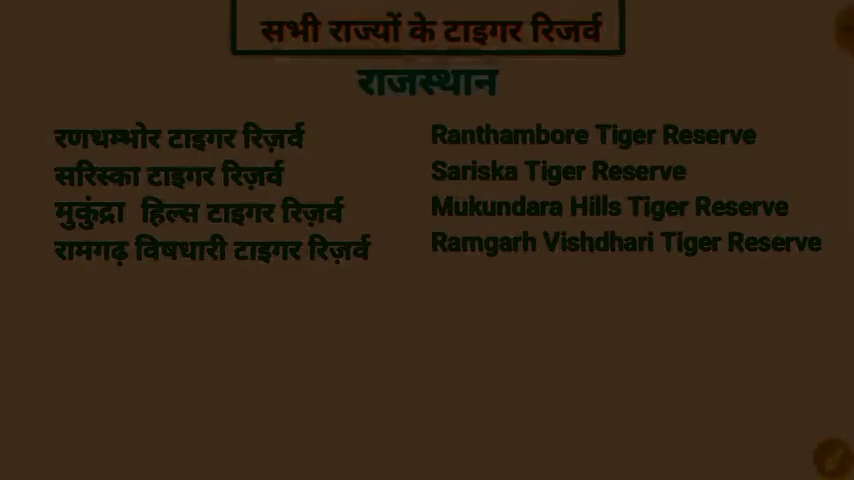 सभी राज्यों के टाइगर रिजर्व
राजस्थान
रणथम्भोर टाइगर रिज़र्व
सरिस्का टाइगर रिज़र्व
मुकुंद्रा हिल्स टाइगर रिज़र्व
रामगढ़ विषधारी टाइगर रिज़र्व
Ranthambore Tiger Reserve
Sariska Tiger Reserve
Mukundara Hills Tiger Reserve
Ramgarh Vishdhari Tiger Reserve